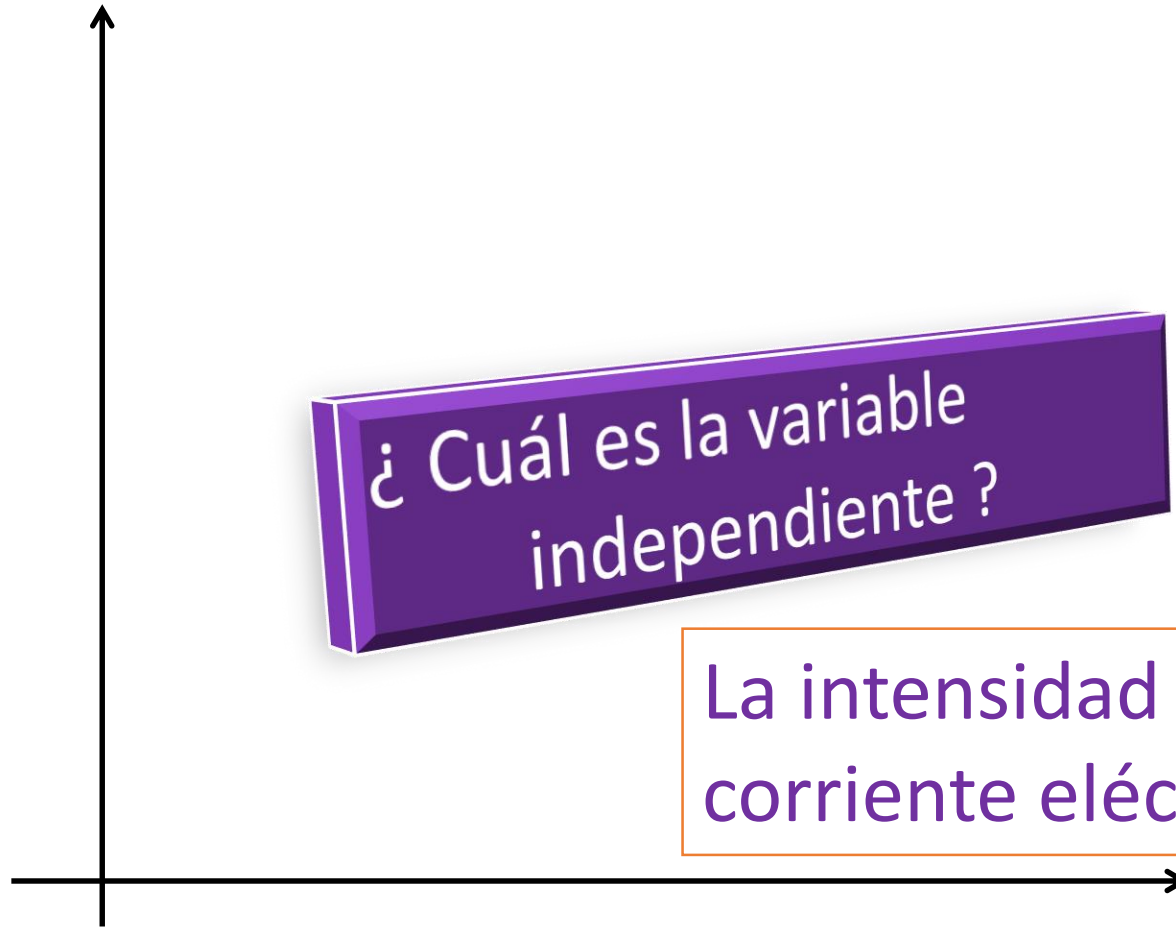 ¿ Cuál es la variable
independiente ?
La intensidad
corriente eléc